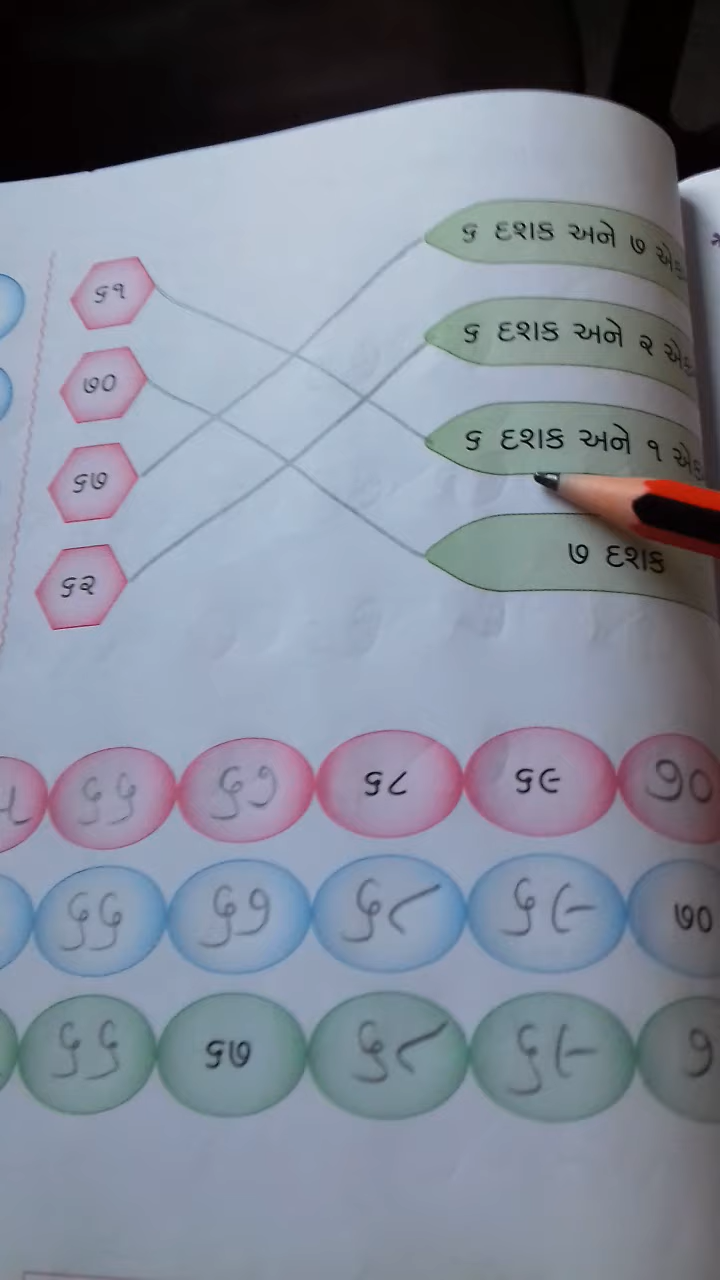 ૬૧ ૬ દશક અને ૭
૭૦ ૬ દશક અને ૨
૬૭ ૬ દશક અને ૧
૬૨ ૭ દશક
૬૬ ૬૭ ૬૮ ૬૯ ૭૦
૬૬ ૬૭ ૬૮ ૬૯ ૭૦
૬૬ ૬૭ ૬૮ ૬૯